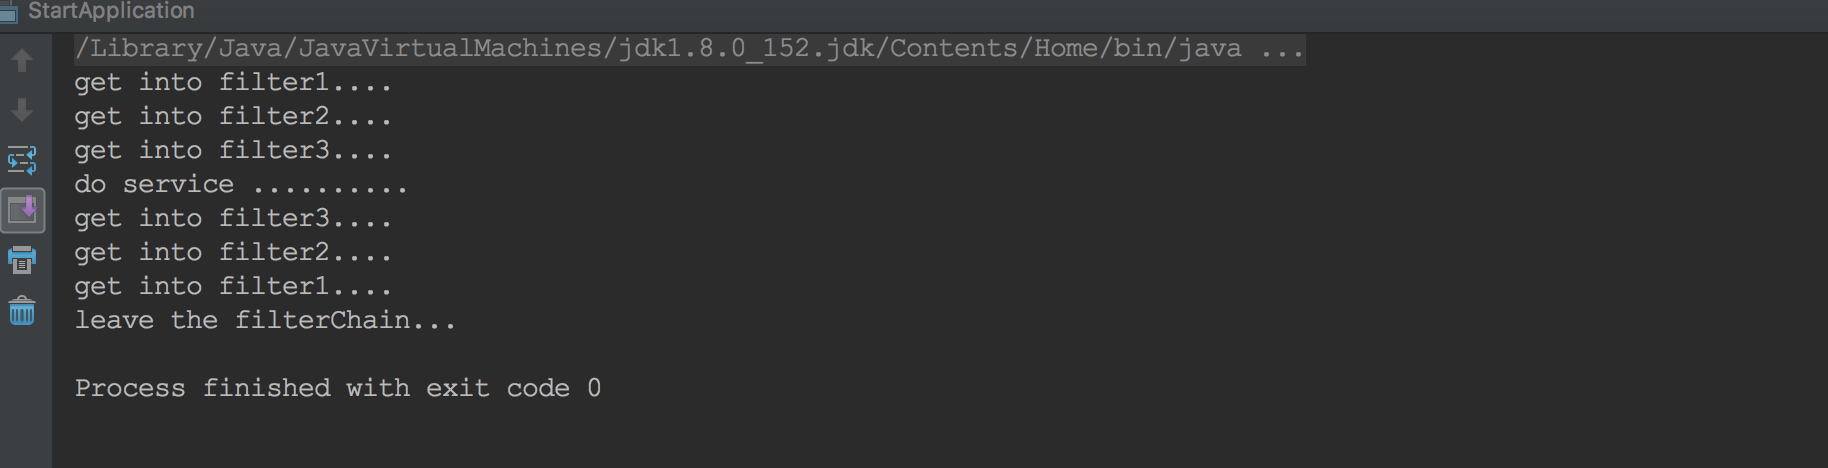 StartApplication
/Library/Java/JavaVirtualMachines/jdk1.8.0_152.jdk/Contents/Home/bin/java ...
get into filter1....
get into filter2....
get into filter3....
do service ..........
get into filter3....
get into filter2....
get into filter1....
leave the filterChain...
Process finished with exit code 0